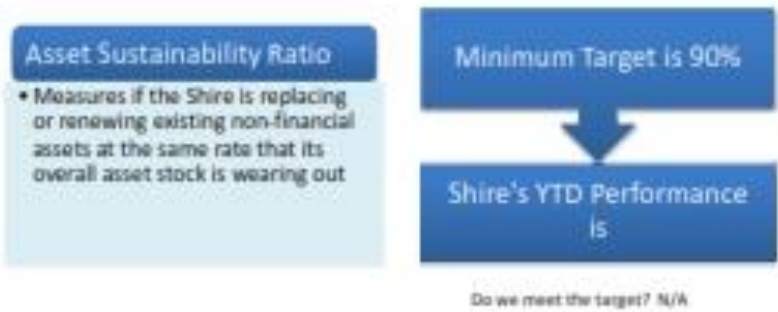 Asset Sustainability Ratio
• Measures if the Shire is replacing
or renewing existing non-financial
assets at the same rate that its
overall asset stock is wearing out
Minimum Target is 90%
Shire's YTD Performance
is
Do we meet the target? N/A